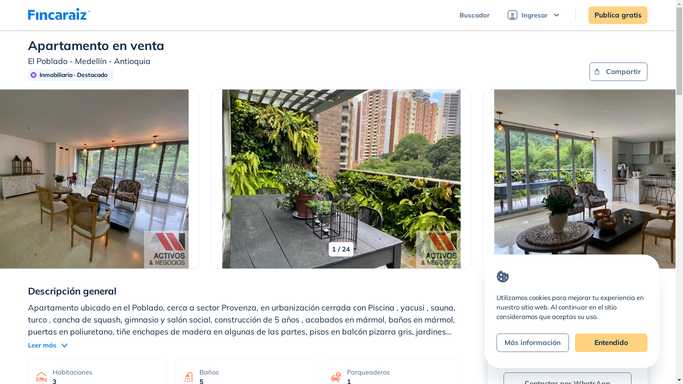 Fincaraiz
Buscador
Ingresar
Publica gratis
Apartamento en venta
El Poblado - Medellín - Antioquia
Inmobiliaria - Destacado
Compartir
ACTIVOS
& NEGOCIOS
1 / 24
ACTIVOS
& NEGOCIOS
Descripción general
Apartamento ubicado en el Poblado, cerca a sector Provenza, en urbanización cerrada con Piscina , yacusi , sauna,
turco , cancha de squash, gimnasio y salón social, construcción de 5 años , acabados en mármol, baños en mármol,
puertas en poliuretano, tiñe enchapes de madera en algunas de las partes, pisos en balcón pizarra gris, jardines...
Leer más
Habitaciones
3
Baños
5
Parqueaderos
1
Utilizamos cookies para mejorar tu experiencia en
nuestro sitio web. Al continuar en el sitio
consideramos que aceptas su uso.
Más información
Entendido
Contactar por WhatsApp